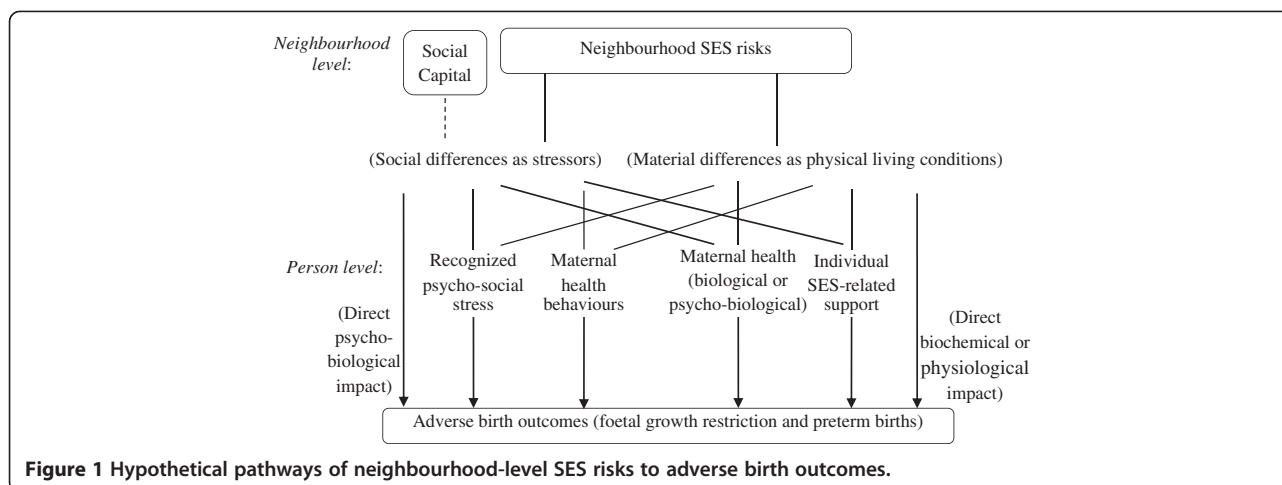 Neighbourhood
level:
Social
Capital
Neighbourhood SES risks
(Social differences as stressors)
(Material differences as physical living conditions)
Person level:
Recognized
psycho-social
stress
Maternal
health
behaviours
Maternal health
(biological or
psycho-biological)
Individual
SES-related
support
(Direct
psycho-
biological
impact)
(Direct
biochemical or
physiological
impact)
Adverse birth outcomes (foetal growth restriction and preterm births)
Figure 1 Hypothetical pathways of neighbourhood-level SES risks to adverse birth outcomes.